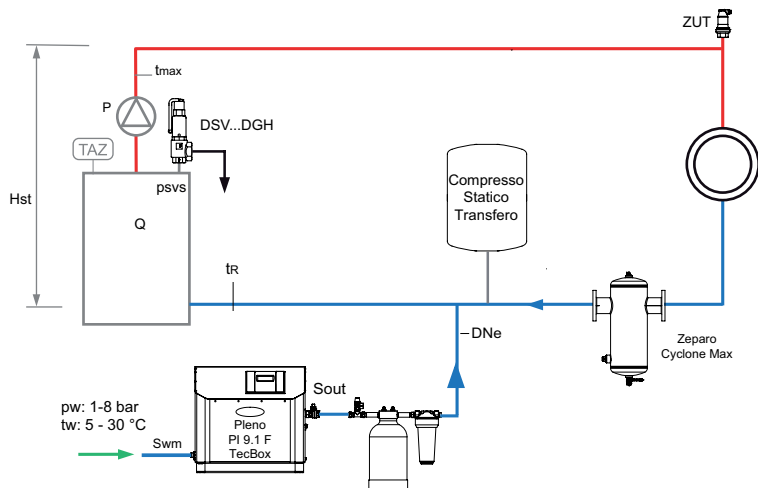 ZUT
tmax
P
DSV...DGH
TAZ
psvs
Hst
Q
Compresso
Statico
Transfero
tR
DNe
Zeparo
Cyclone Max
Sout
pw: 1-8 bar
tw: 5 - 30 °C
Pleno
PI 9.1 F
TecBox
Swm